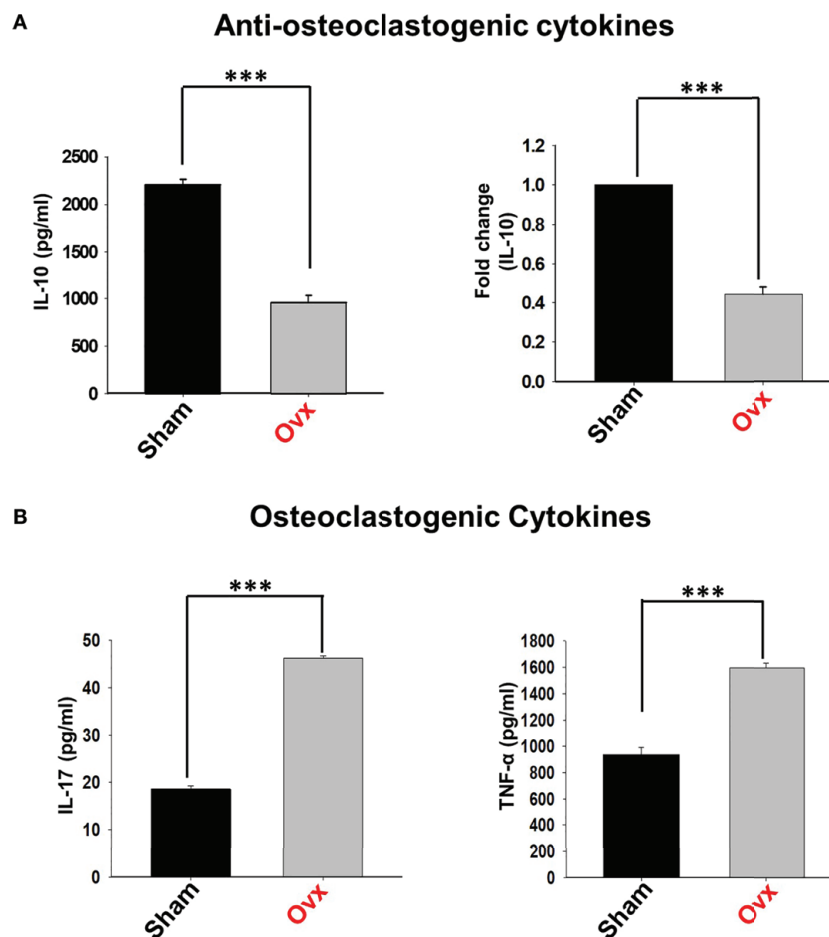 A
Anti-osteoclastogenic cytokines
***
2500
2000
1500
1000
500
0
IL-10 (pg/ml)
Sham
Ovx
***
1.2
1.0
0.8
0.6
0.4
0.2
0.0
Fold change
(IL-10)
Sham
Ovx
B
Osteoclastogenic Cytokines
***
50
40
30
20
10
0
IL-17 (pg/ml)
Sham
Ovx
***
1800
1600
1400
1200
1000
800
600
400
200
0
TNF-α (pg/ml)
Sham
Ovx